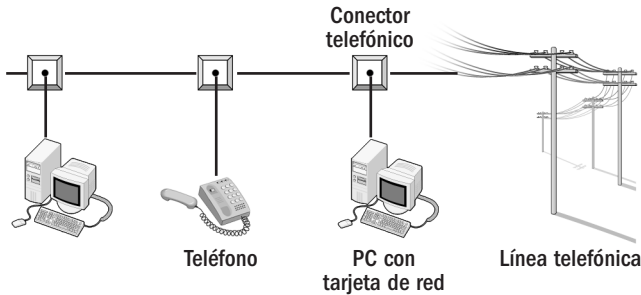 Conector
telefónico
Teléfono
PC con
tarjeta de red
Línea telefónica